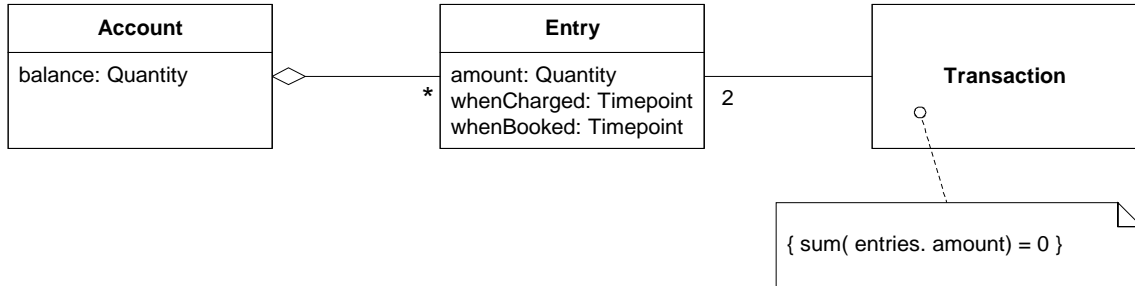 Account
balance: Quantity
*
Entry
amount: Quantity
whenCharged: Timepoint
whenBooked: Timepoint
2
Transaction
{ sum( entries. amount) = 0 }